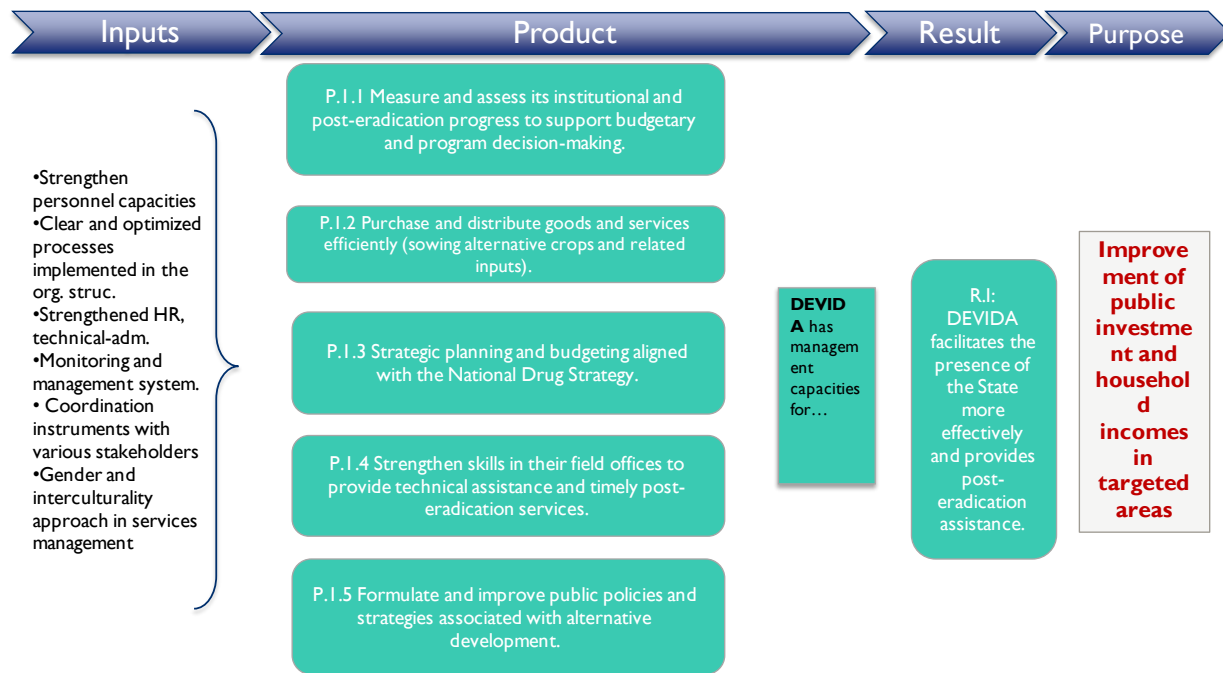 Inputs
Product
Result
Purpose
•Strengthen
personnel capacities
•Clear and optimized
processes
implemented in the
org. struc.
•Strengthened HR,
technical-adm.
•Monitoring and
management system.
• Coordination
instruments with
various stakeholders
•Gender and
interculturality
approach in services
management
P.1.1 Measure and assess its institutional and
post-eradication progress to support budgetary
and program decision-making.
P.1.2 Purchase and distribute goods and services
efficiently (sowing alternative crops and related
inputs).
P.1.3 Strategic planning and budgeting aligned
with the National Drug Strategy.
P.1.4 Strengthen skills in their field offices to
provide technical assistance and timely post-
eradication services.
P.1.5 Formulate and improve public policies and
strategies associated with alternative
development.
DEVID
A has
managem
ent
capacities
for…
R.I:
DEVIDA
facilitates the
presence of
the State
more
effectively
and provides
post-
eradication
assistance.
Improve
ment of
public
investme
nt and
househol
d
incomes
in
targeted
areas